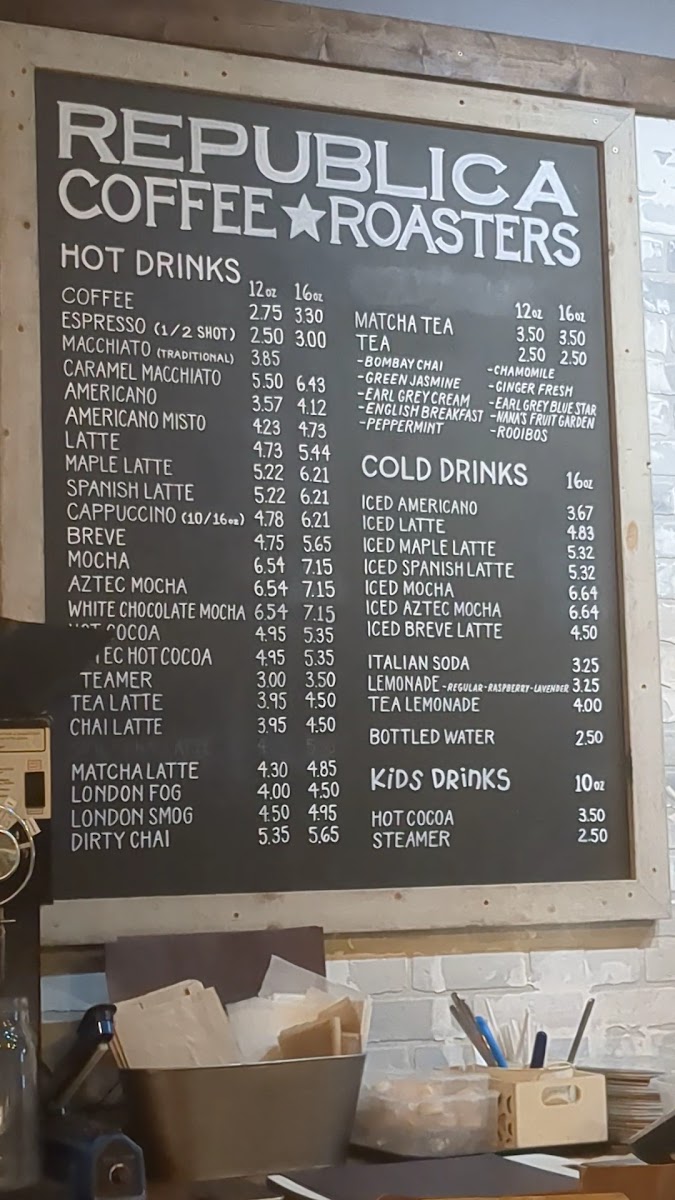 REPUBLICA
COFFEE ★ ROASTERS
HOT DRINKS
12oz 16oz
COFFEE 2.75 3.30
ESPRESSO (1/2 SHOT) 2.50 3.00
MACCHIATO (TRADITIONAL) 3.85
CARAMEL MACCHIATO 5.50 6.43
AMERICANO 3.57 4.12
AMERICANO MISTO 4.23 4.73
LATTE 4.73 5.44
MAPLE LATTE 5.22 6.21
SPANISH LATTE 5.22 6.21
CAPPUCCINO (10/16oz) 4.78 6.21
BREVE 4.75 5.65
MOCHA 6.54 7.15
AZTEC MOCHA 6.54 7.15
WHITE CHOCOLATE MOCHA 6.54 7.15
HOT COCOA 4.95 5.35
TEC HOT COCOA 4.95 5.35
TEAMER 3.00 3.50
TEA LATTE 3.95 4.50
CHAI LATTE 3.95 4.50
MATCHA LATTE 4.30 4.85
LONDON FOG 4.00 4.50
LONDON SMOG 4.50 4.95
DIRTY CHAI 5.35 5.65
12oz 16oz
MATCHA TEA 3.50 3.50
TEA 2.50 2.50
-BOMBAY CHAI -CHAMOMILE
-GREEN JASMINE -GINGER FRESH
-EARL GREY CREAM -EARL GREY BLUE STAR
-ENGLISH BREAKFAST -NANA'S FRUIT GARDEN
-PEPPERMINT -ROOIBOS
COLD DRINKS 16oz
ICED AMERICANO 3.67
ICED LATTE 4.83
ICED MAPLE LATTE 5.32
ICED SPANISH LATTE 5.32
ICED MOCHA 6.64
ICED AZTEC MOCHA 6.64
ICED BREVE LATTE 4.50
ITALIAN SODA 3.25
LEMONADE -REGULAR-RASPBERRY-LAVENDER 3.25
TEA LEMONADE 4.00
BOTTLED WATER 2.50
KiDS DRiNKS 10oz
HOT COCOA 3.50
STEAMER 2.50